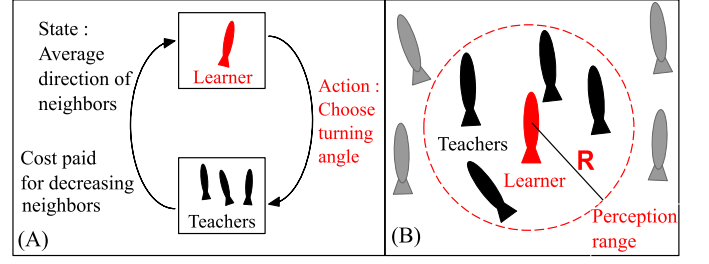 State :
Average
direction of
neighbors
Learner
Action :
Choose
turning
angle
Cost paid
for decreasing
neighbors
Teachers
(A)
Teachers
Learner
R
Perception
range
(B)